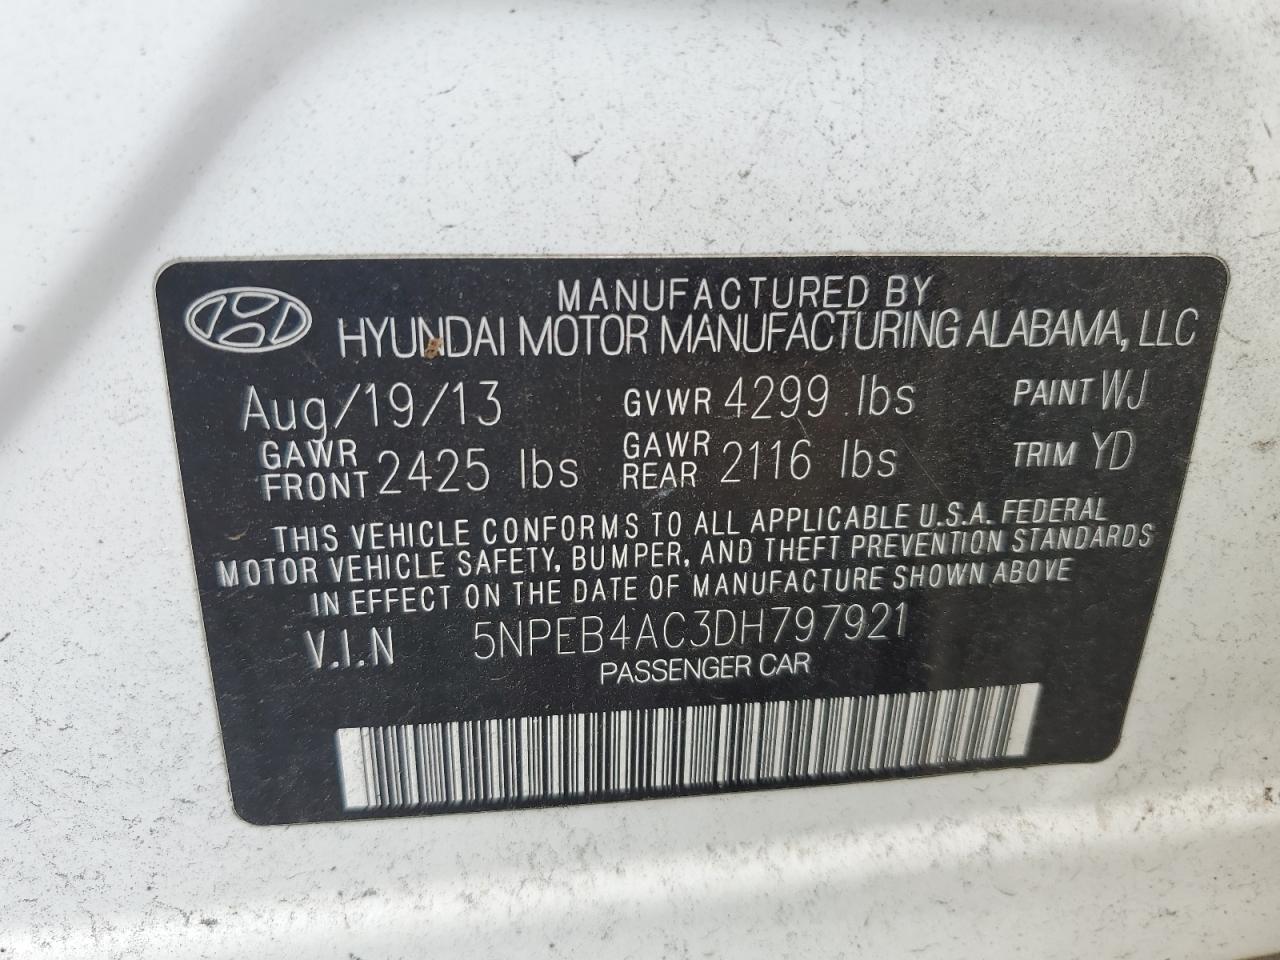 MANUFACTURED BY
HYUNDAI MOTOR MANUFACTURING ALABAMA, LLC
Aug/19/13 GVWR 4299 lbs PAINT WJ
GAWR FRONT 2425 lbs GAWR REAR 2116 lbs TRIM YD
THIS VEHICLE CONFORMS TO ALL APPLICABLE U.S.A. FEDERAL
MOTOR VEHICLE SAFETY, BUMPER, AND THEFT PREVENTION STANDARDS
IN EFFECT ON THE DATE OF MANUFACTURE SHOWN ABOVE
V.I.N 5NPEB4AC3DH797921
PASSENGER CAR